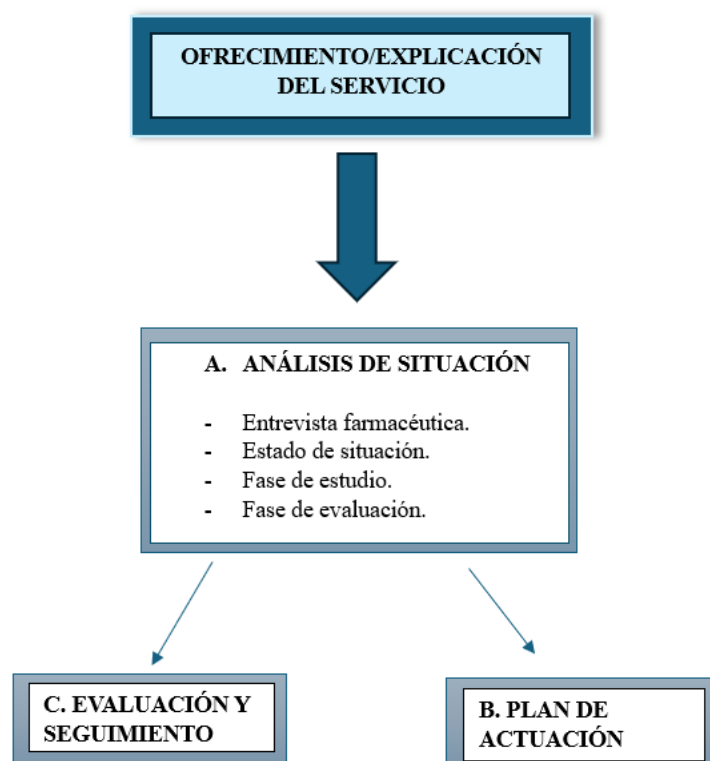 OFRECIMIENTO/EXPLICACIÓN
DEL SERVICIO
A. ANÁLISIS DE SITUACIÓN
- Entrevista farmacéutica.
- Estado de situación.
- Fase de estudio.
- Fase de evaluación.
C. EVALUACIÓN Y
SEGUIMIENTO
B. PLAN DE
ACTUACIÓN